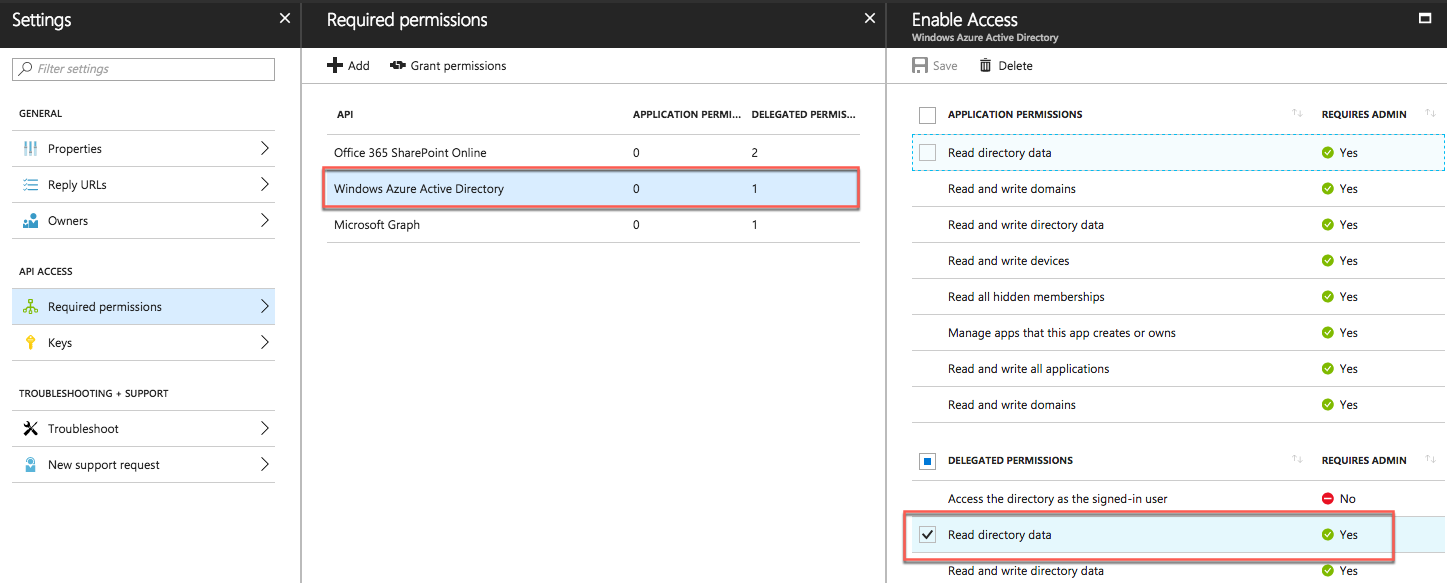 Settings
Filter settings
GENERAL
Properties
Reply URLs
Owners
API ACCESS
Required permissions
Keys
TROUBLESHOOTING + SUPPORT
Troubleshoot
New support request
Required permissions
Add Grant permissions
API APPLICATION PERMI... DELEGATED PERMIS...
Office 365 SharePoint Online 0 2
Windows Azure Active Directory 0 1
Microsoft Graph 0 1
Enable Access
Windows Azure Active Directory
Save Delete
APPLICATION PERMISSIONS REQUIRES ADMIN
Read directory data Yes
Read and write domains Yes
Read and write directory data Yes
Read and write devices Yes
Read all hidden memberships Yes
Manage apps that this app creates or owns Yes
Read and write all applications Yes
Read and write domains Yes
DELEGATED PERMISSIONS REQUIRES ADMIN
Access the directory as the signed-in user No
Read directory data Yes
Read and write directory data Yes